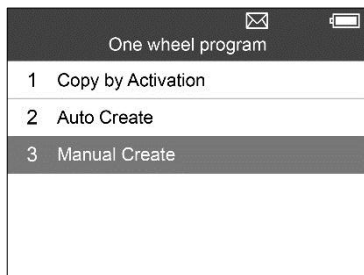 One wheel program
1 Copy by Activation
2 Auto Create
3 Manual Create